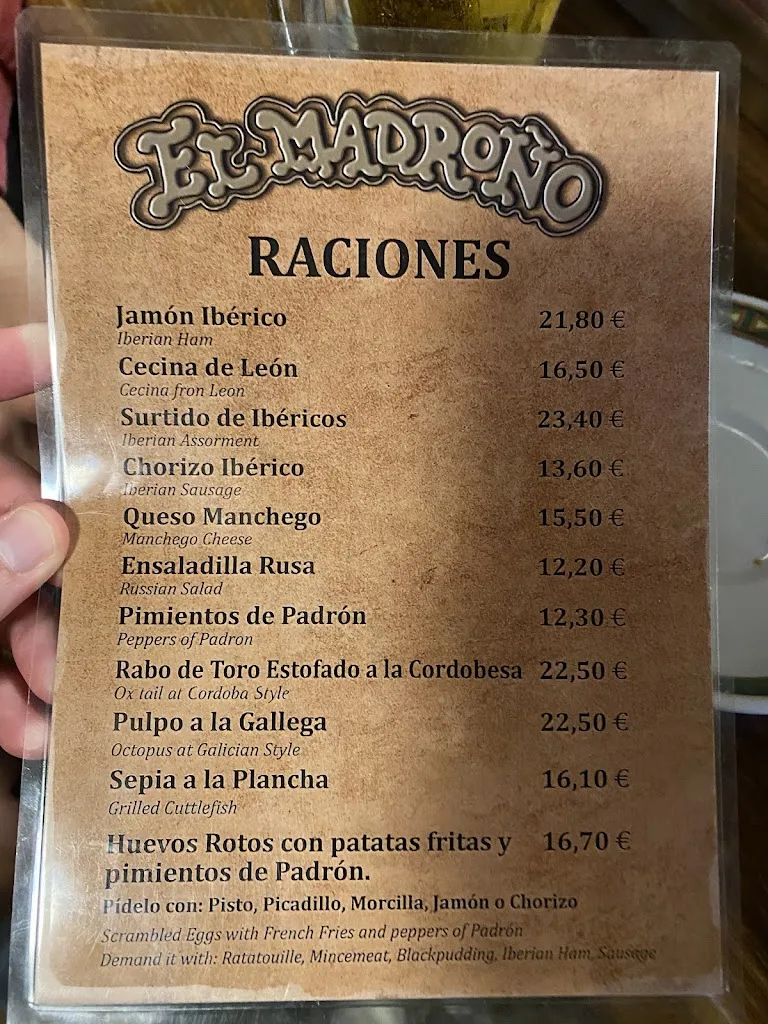 EL MADROÑO
RACIONES
Jamón Ibérico 21,80 €
Iberian Ham
Cecina de León 16,50 €
Cecina fron Leon
Surtido de Ibéricos 23,40 €
Iberian Assorment
Chorizo Ibérico 13,60 €
Iberian Sausage
Queso Manchego 15,50 €
Manchego Cheese
Ensaladilla Rusa 12,20 €
Russian Salad
Pimientos de Padrón 12,30 €
Peppers of Padron
Rabo de Toro Estofado a la Cordobesa 22,50 €
Ox tail at Cordoba Style
Pulpo a la Gallega 22,50 €
Octopus at Galician Style
Sepia a la Plancha 16,10 €
Grilled Cuttlefish
Huevos Rotos con patatas fritas y 16,70 €
pimientos de Padrón.
Pídelo con: Pisto, Picadillo, Morcilla, Jamón o Chorizo
Scrambled Eggs with French Fries and peppers of Padrón
Demand it with: Ratatouille, Mincemeat, Blackpudding, Iberian Ham, Sausage